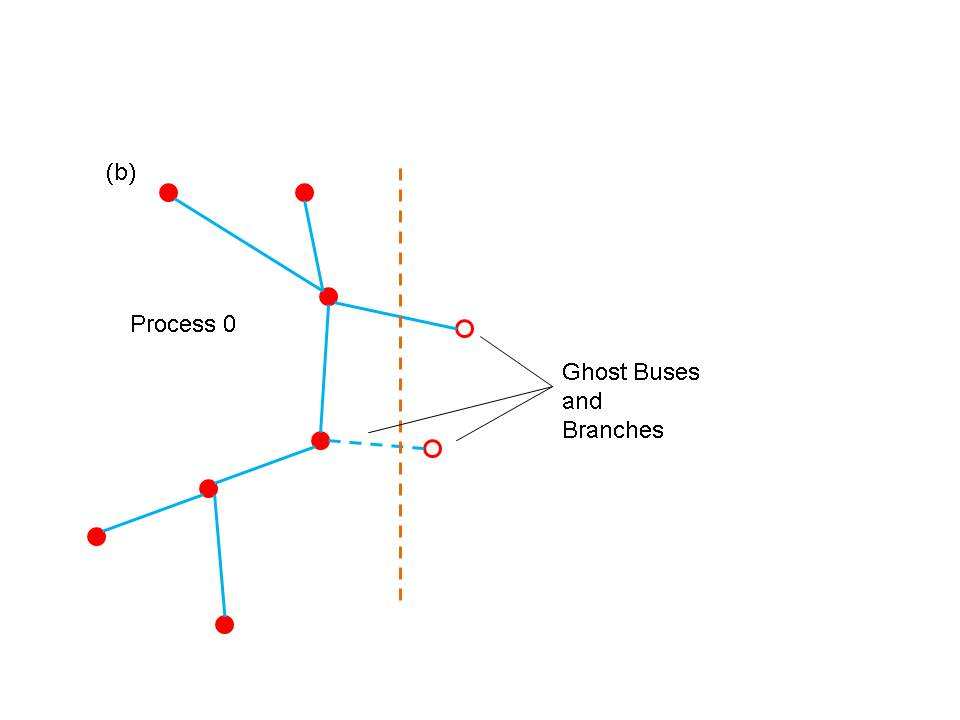 (b)
Process 0
Ghost Buses
and
Branches